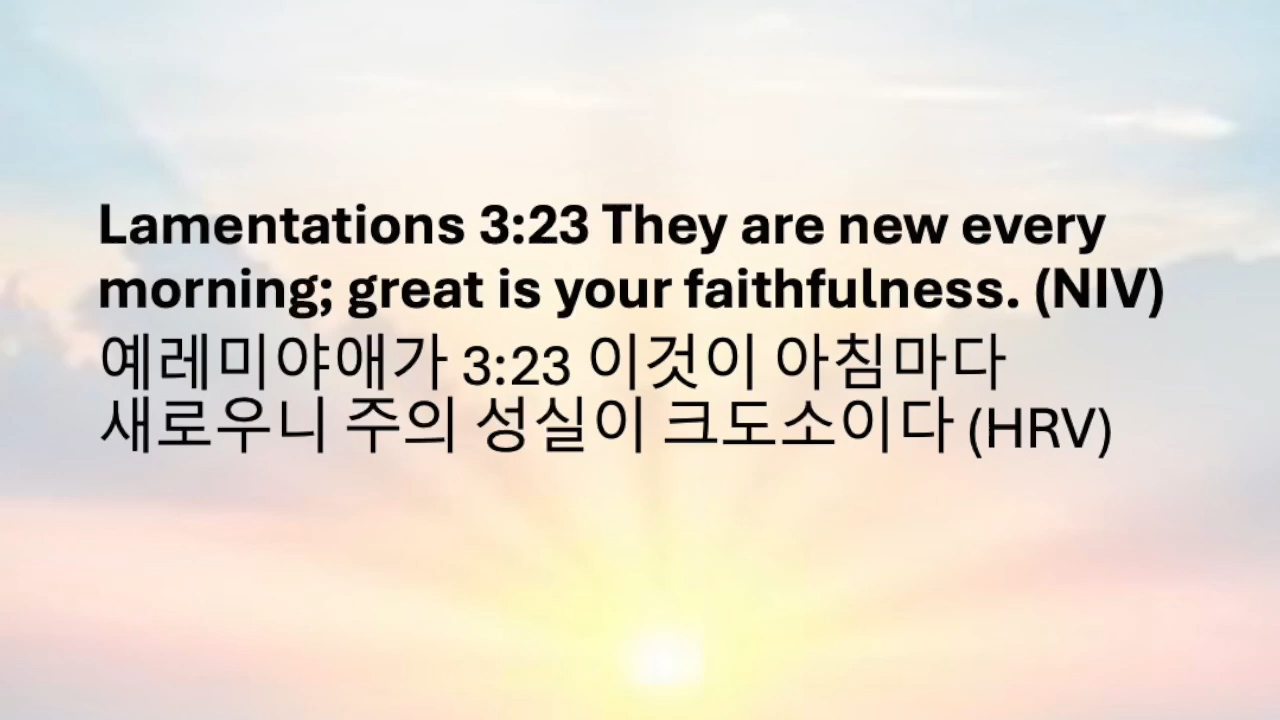 Lamentations 3:23 They are new every
morning; great is your faithfulness. (NIV)
예레미야애가 3:23 이것이 아침마다
새로우니 주의 성실이 크도소이다 (HRV)